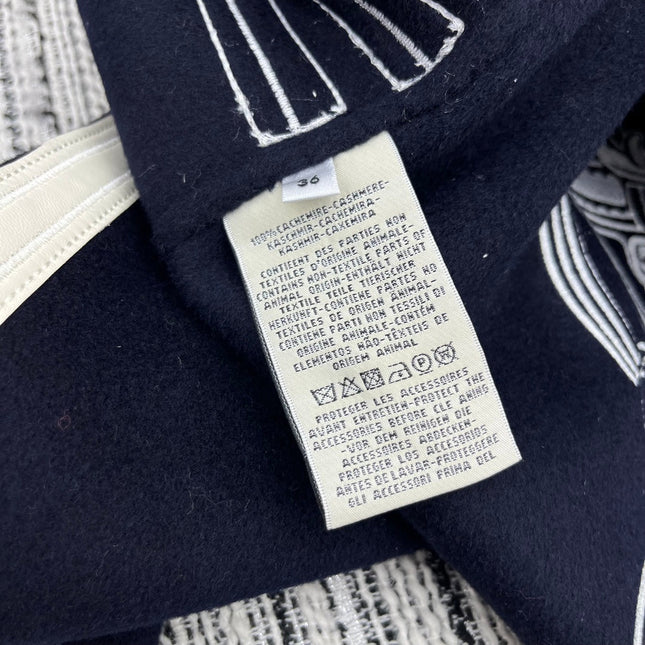 36
100% CACHEMIRE-CASHMERE-
KASCHMIR-CACHEMIRA-
KASHMIR-CAXEMIRA
CONTIENT DES PARTIES NON
TEXTILES D'ORIGINE ANIMALE-
CONTAINS NON-TEXTILE PARTS OF
ANIMAL ORIGIN-ENTHÄLT NICHT
TEXTILE TEILE TIERISCHER
HERKUNFT-CONTIENE PARTES NO
TEXTILES DE ORIGEN ANIMAL-
CONTIENE PARTI NON TESSILI DI
ORIGINE ANIMALE-CONTÉM
ELEMENTOS NÃO-TÊXTEIS DE
ORIGEM ANIMAL
P W
PROTEGER LES ACCESSOIRES
AVANT ENTRETIEN-PROTECT THE
ACCESSORIES BEFORE CLEANING
-VOR DEM REINIGEN DIE
ACCESSOIRES ABDECKEN-
PROTEGER LOS ACCESORIOS
ANTES DE LAVAR-PROTEGGERE
GLI ACCESSORI PRIMA DEL